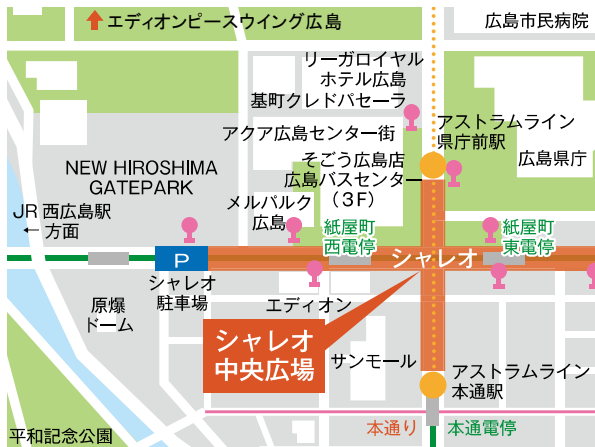 エディオンピースウイング広島
広島市民病院
リーガロイヤル
ホテル広島
基町クレドパセーラ
アストラムライン
県庁前駅
アクア広島センター街
そごう広島店
広島バスセンター
（3F）
広島県庁
NEW HIROSHIMA
GATEPARK
メルパルク
広島
JR 西広島駅
← 方面
紙屋町
西電停
紙屋町
東電停
P
シャレオ
シャレオ
駐車場
原爆
ドーム
エディオン
シャレオ
中央広場
サンモール
アストラムライン
本通駅
本通り
本通電停
平和記念公園